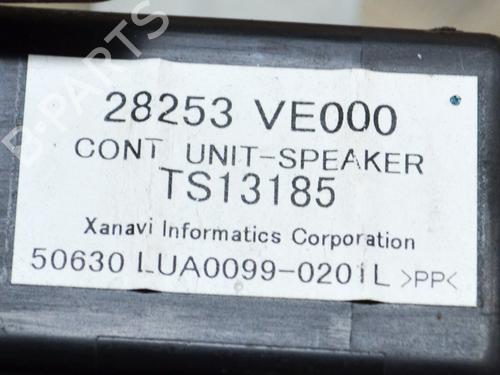 28253 VE000
CONT UNIT-SPEAKER
TS13185
Xanavi Informatics Corporation
50630 LUA0099-0201L >PP<
B-PARTS